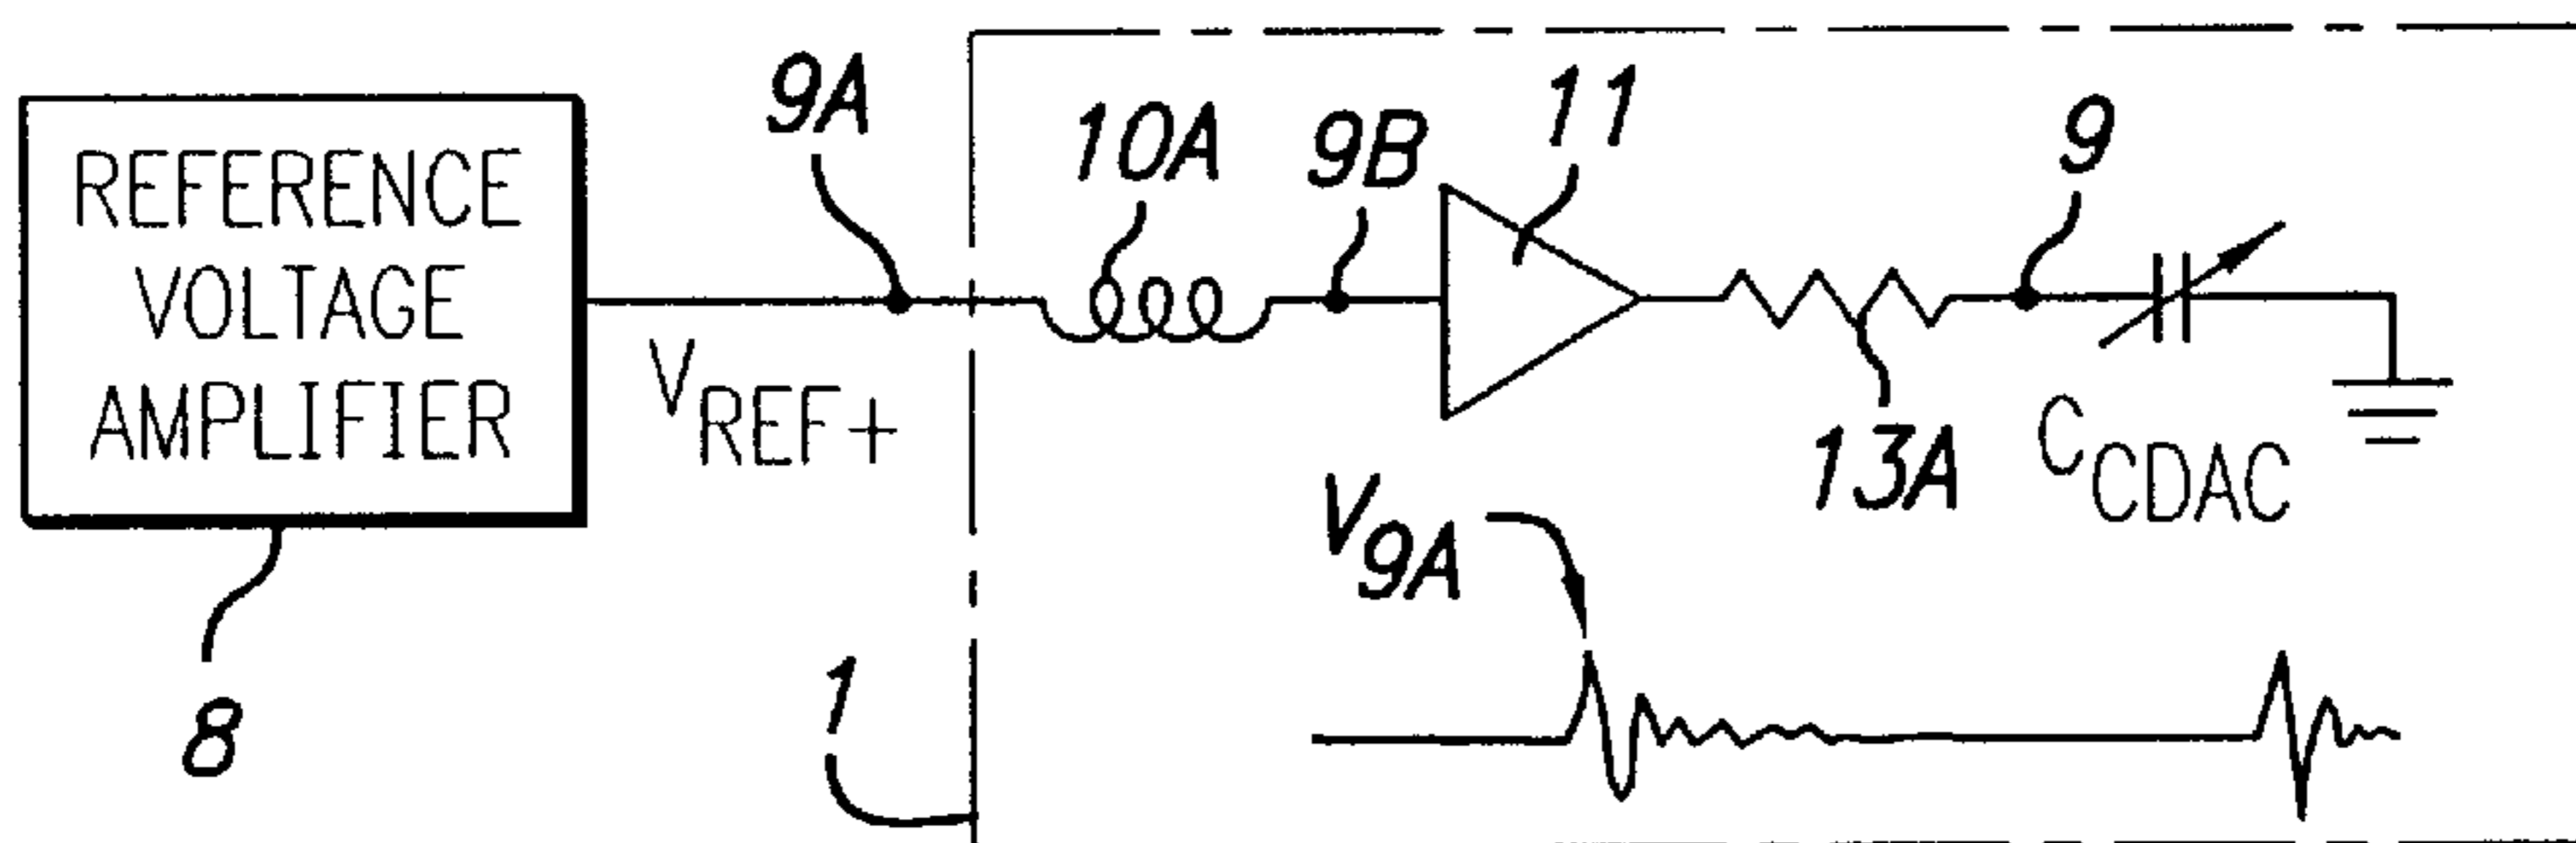 REFERENCE
VOLTAGE
AMPLIFIER
8
9A
VREF+
1
10A
9B
11
13A
9
CCDAC
V9A